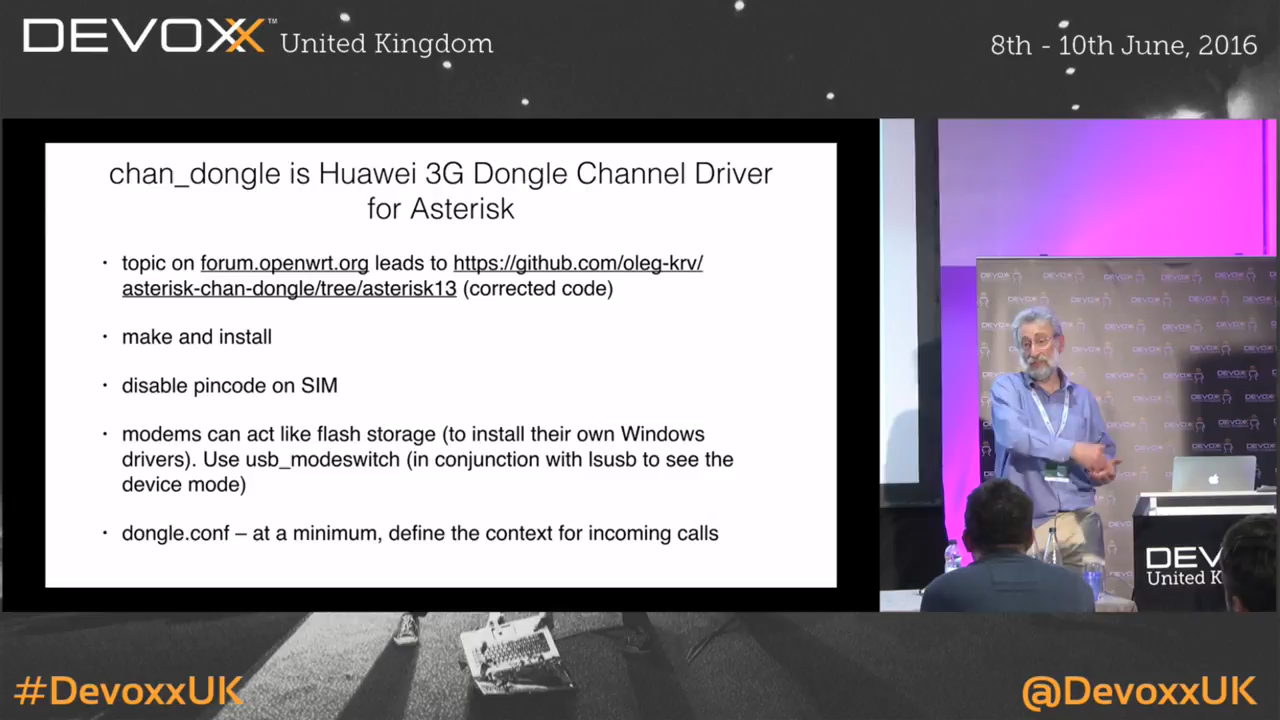 DEVOXX™ United Kingdom
8th - 10th June, 2016
chan_dongle is Huawei 3G Dongle Channel Driver
for Asterisk
• topic on forum.openwrt.org leads to https://github.com/oleg-krv/
asterisk-chan-dongle/tree/asterisk13 (corrected code)
• make and install
• disable pincode on SIM
• modems can act like flash storage (to install their own Windows
drivers). Use usb_modeswitch (in conjunction with lsusb to see the
device mode)
• dongle.conf – at a minimum, define the context for incoming calls
DEV
United K
#DevoxxUK
@DevoxxUK